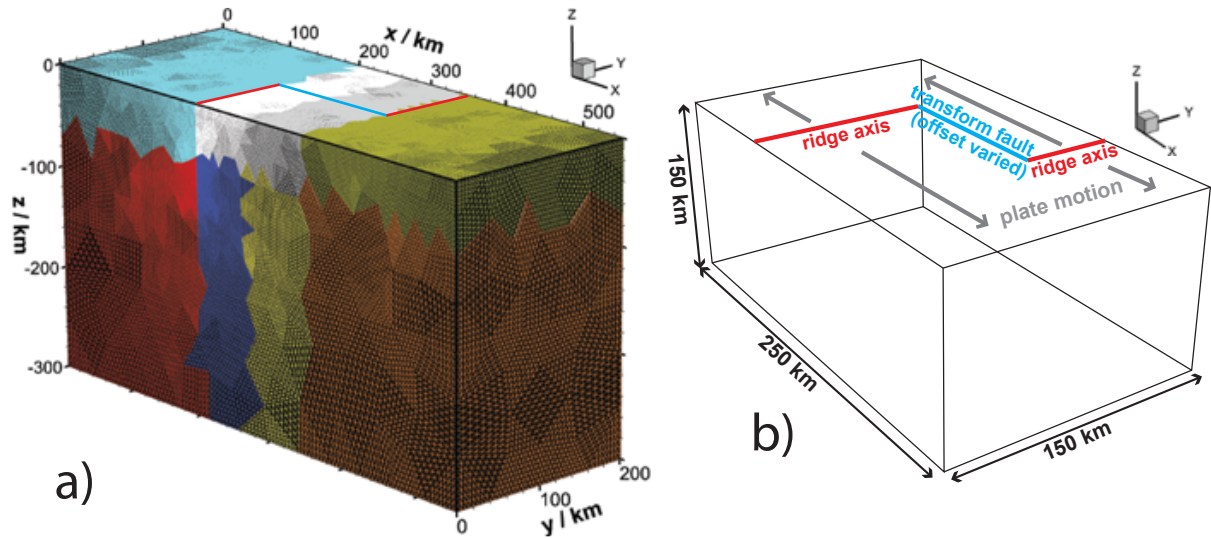 0
100
200
300
400
500
x / km
Z
Y
X
0
-100
-200
-300
z / km
0
100
200
y / km
a)
Z
Y
X
transform fault
(offset varied)
ridge axis
ridge axis
plate motion
150 km
250 km
150 km
b)